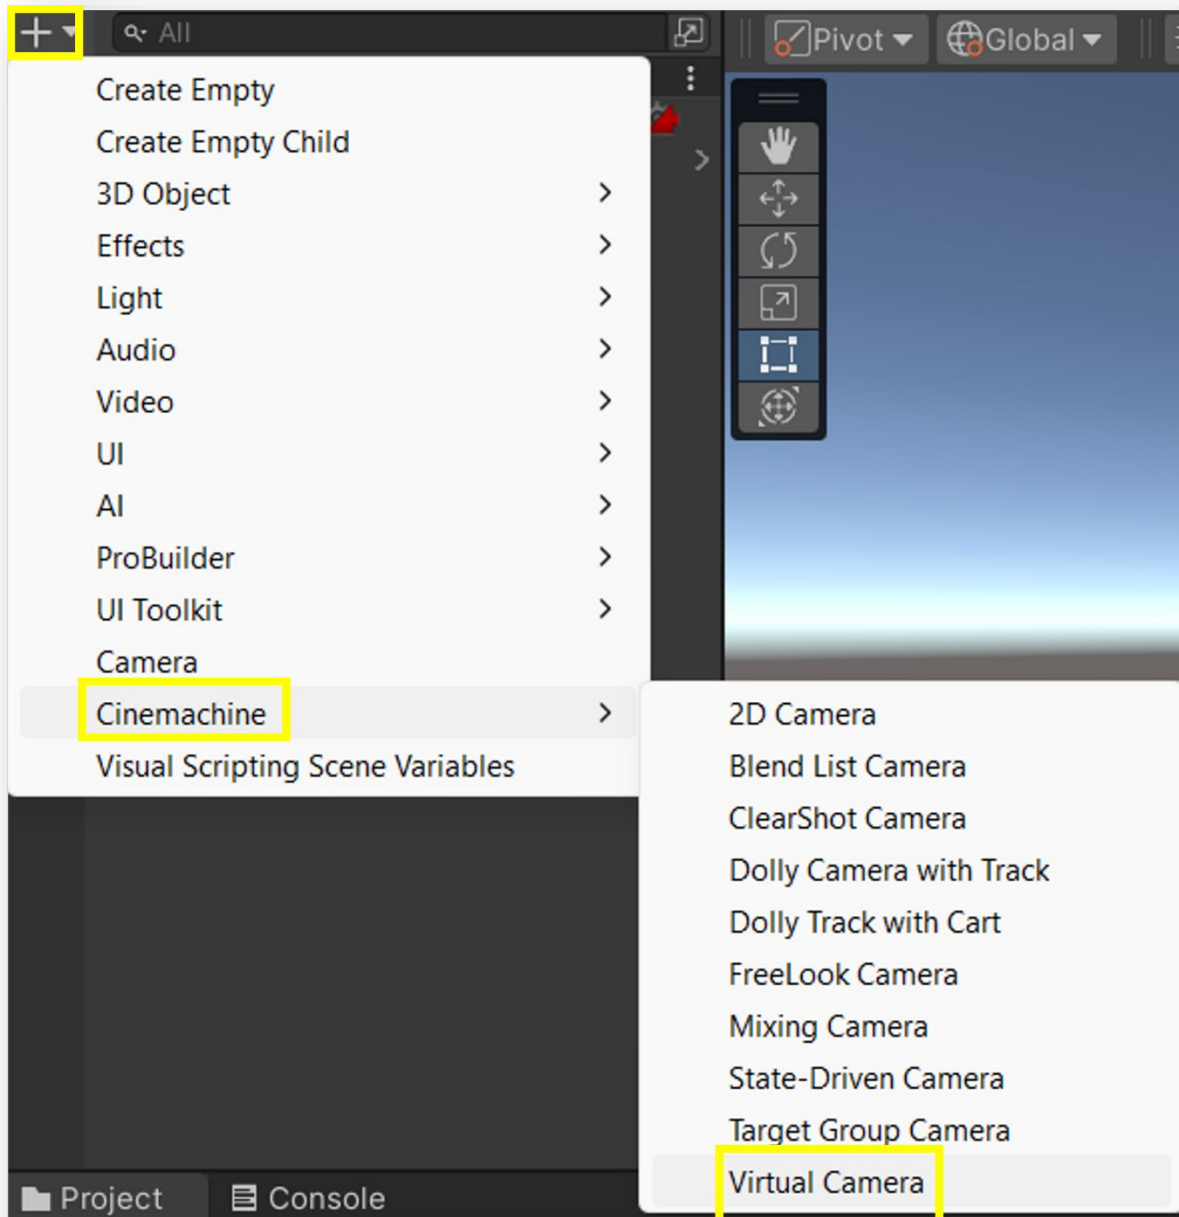 All
Pivot
Global
Create Empty
Create Empty Child
3D Object
Effects
Light
Audio
Video
UI
AI
ProBuilder
UI Toolkit
Camera
Cinemachine
Visual Scripting Scene Variables
2D Camera
Blend List Camera
ClearShot Camera
Dolly Camera with Track
Dolly Track with Cart
FreeLook Camera
Mixing Camera
State-Driven Camera
Target Group Camera
Virtual Camera
Project
Console